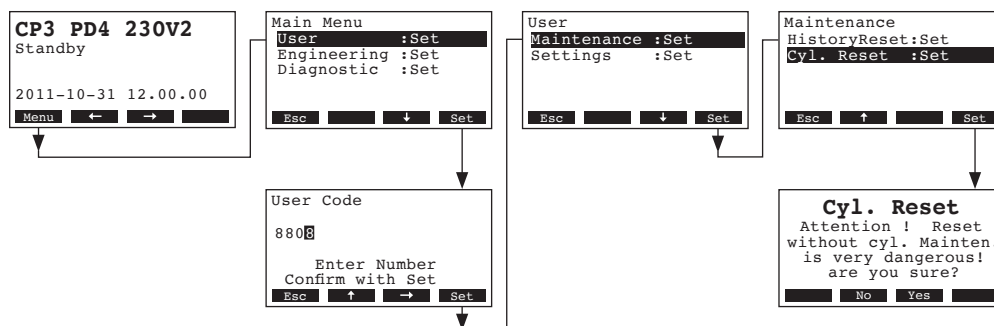 CP3 PD4 230V2
Standby
2011-10-31 12.00.00
Menu ← →
Main Menu
User :Set
Engineering :Set
Diagnostic :Set
Esc ↓ Set
User Code
8808
Enter Number
Confirm with Set
Esc ↑ → Set
User
Maintenance :Set
Settings :Set
Esc ↓ Set
Maintenance
HistoryReset:Set
Cyl. Reset :Set
Esc ↑ Set
Cyl. Reset
Attention ! Reset
without cyl. Mainten.
is very dangerous!
are you sure?
No Yes